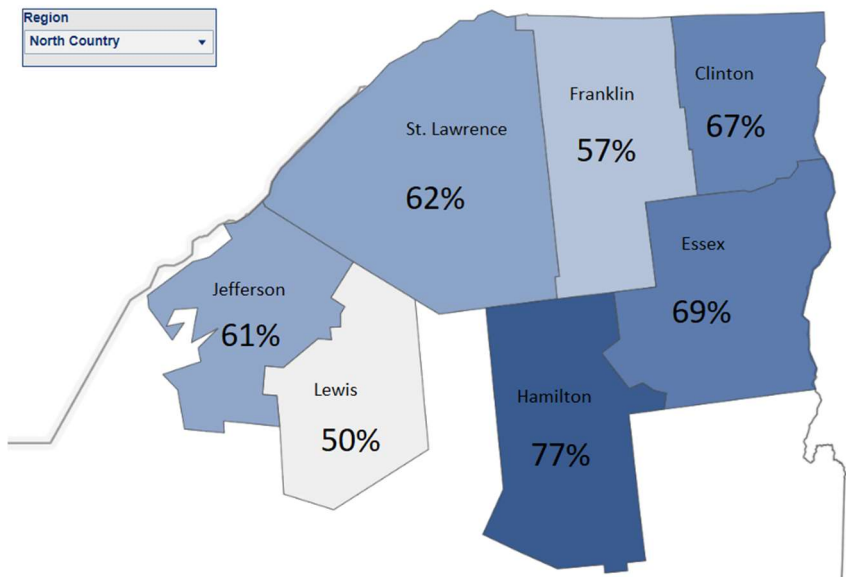 Region
North Country
Clinton
67%
Franklin
57%
St. Lawrence
62%
Essex
69%
Jefferson
61%
Lewis
50%
Hamilton
77%